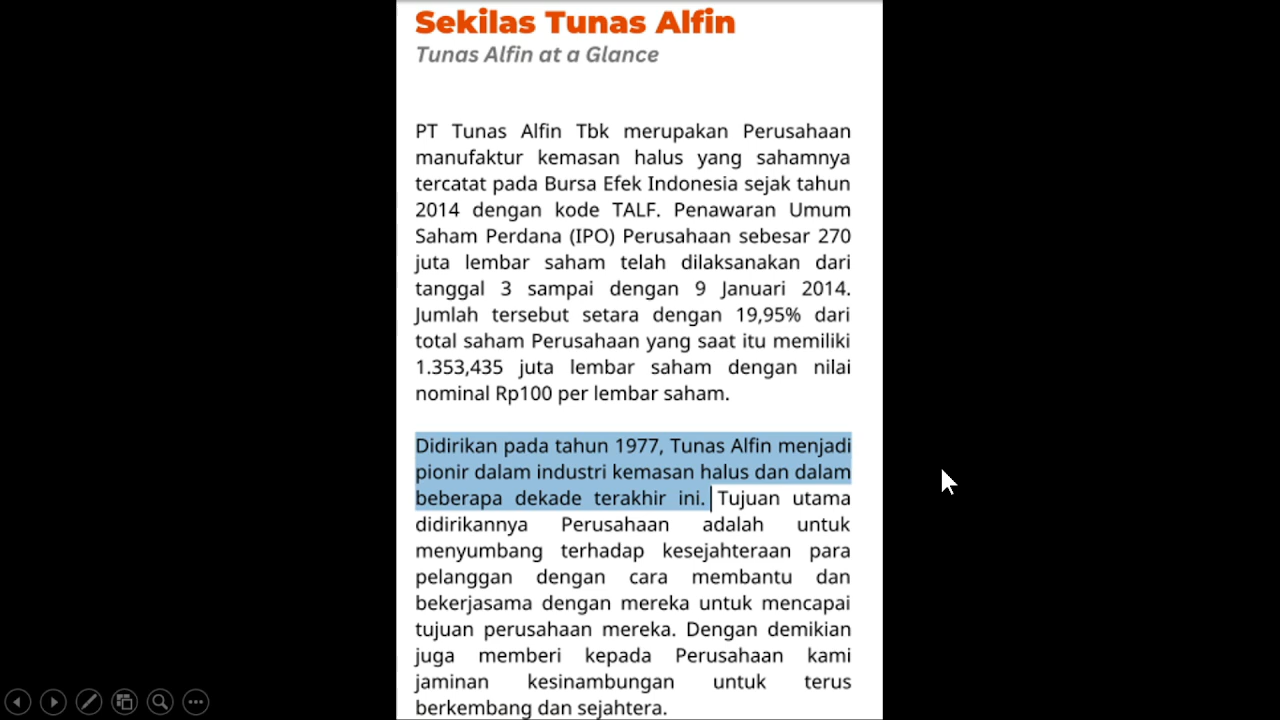 Sekilas Tunas Alfin
Tunas Alfin at a Glance
PT Tunas Alfin Tbk merupakan Perusahaan
manufaktur kemasan halus yang sahamnya
tercatat pada Bursa Efek Indonesia sejak tahun
2014 dengan kode TALF. Penawaran Umum
Saham Perdana (IPO) Perusahaan sebesar 270
juta lembar saham telah dilaksanakan dari
tanggal 3 sampai dengan 9 Januari 2014.
Jumlah tersebut setara dengan 19,95% dari
total saham Perusahaan yang saat itu memiliki
1.353,435 juta lembar saham dengan nilai
nominal Rp100 per lembar saham.
Didirikan pada tahun 1977, Tunas Alfin menjadi
pionir dalam industri kemasan halus dan dalam
beberapa dekade terakhir ini. Tujuan utama
didirikannya Perusahaan adalah untuk
menyumbang terhadap kesejahteraan para
pelanggan dengan cara membantu dan
bekerjasama dengan mereka untuk mencapai
tujuan perusahaan mereka. Dengan demikian
juga memberi kepada Perusahaan kami
jaminan kesinambungan untuk terus
berkembang dan sejahtera.